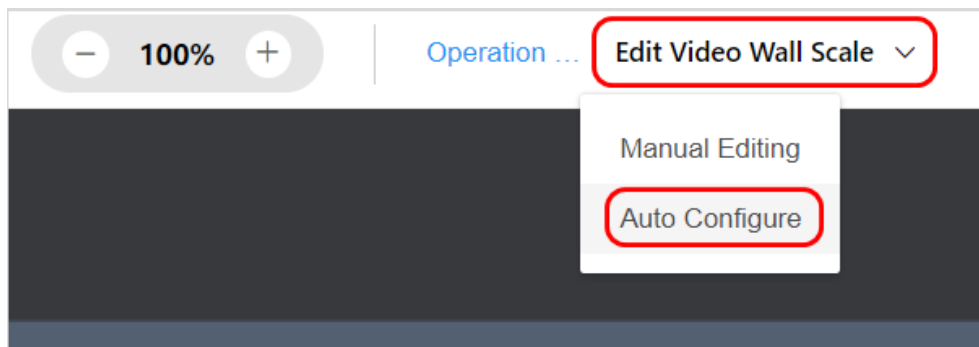 − 100% +
Operation ...
Edit Video Wall Scale
Manual Editing
Auto Configure